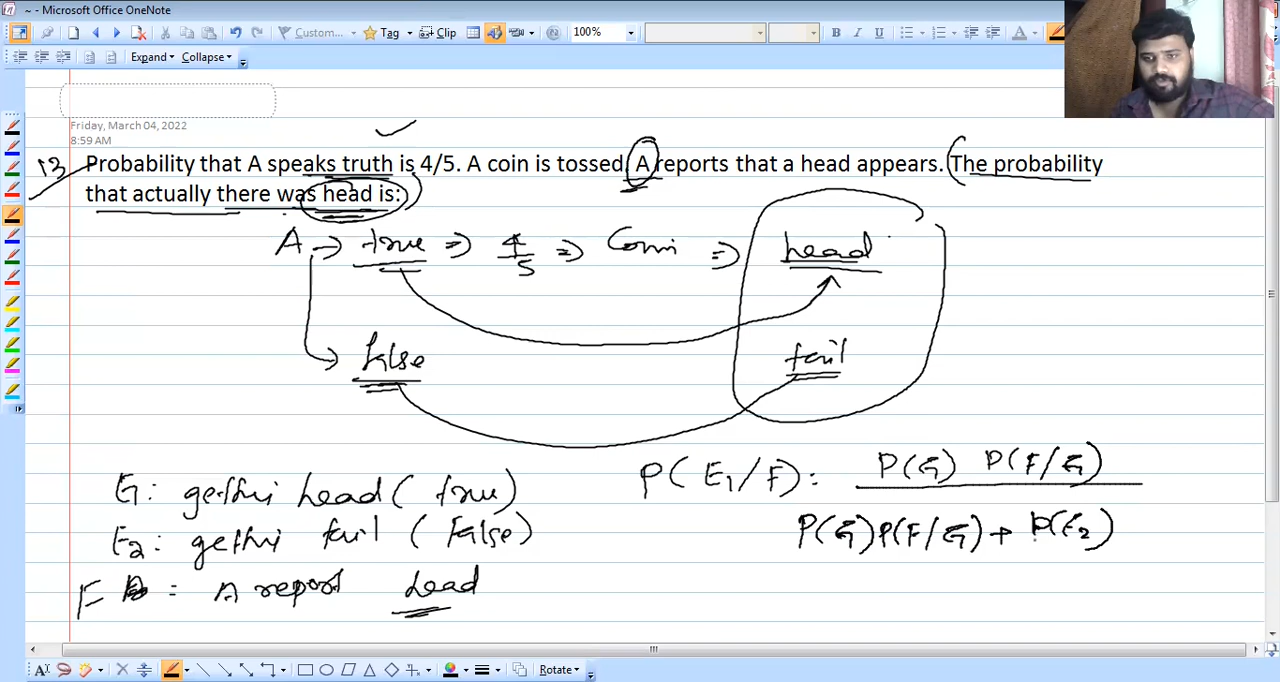 ~ - Microsoft Office OneNote
Custom...
Tag
Clip
100%
B I U A
Expand Collapse
Friday, March 04, 2022
8:59 AM
13 Probability that A speaks truth is 4/5. A coin is tossed. A reports that a head appears. The probability
that actually there was head is:
A → true ⇒ 4/5 ⇒ Coin ⇒ head
false tail
E1: getting head (true)
P(E1/F): P(E1) P(F/E1)
P(E1)P(F/E1) + P(E2)
E2: getting tail (False)
F = A report head
Rotate